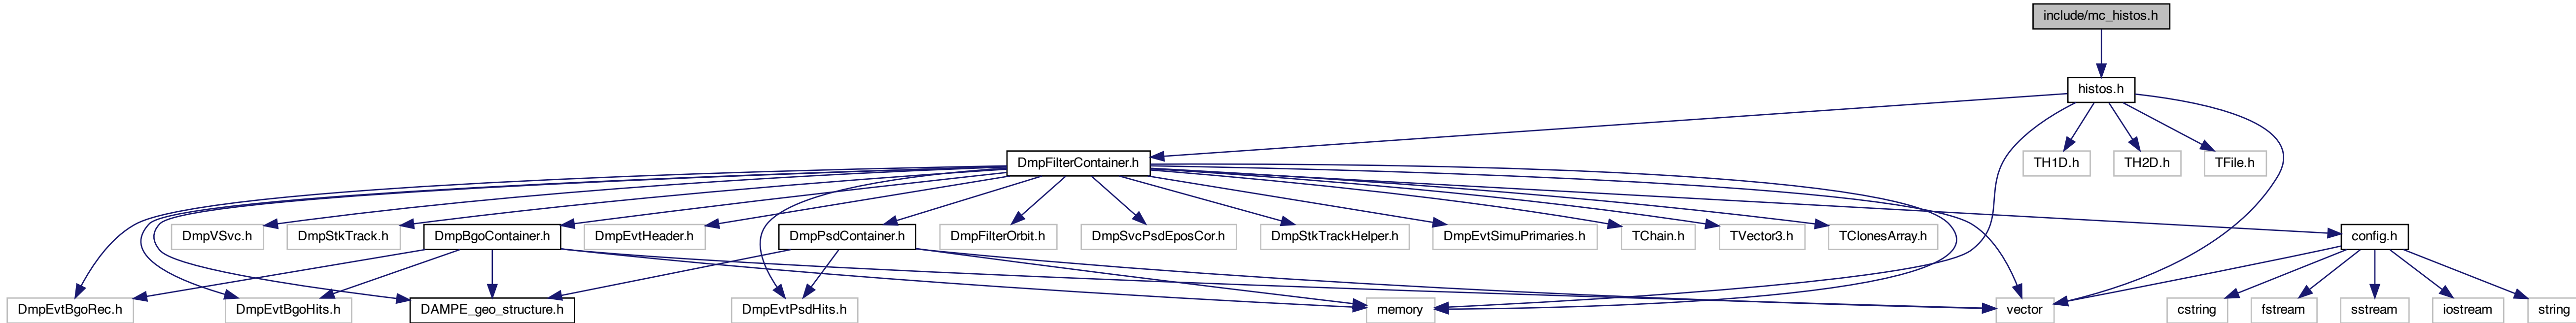 include/mc_histos.h
histos.h
DmpFilterContainer.h
TH1D.h
TH2D.h
TFile.h
DmpVSvc.h
DmpStkTrack.h
DmpBgoContainer.h
DmpEvtHeader.h
DmpPsdContainer.h
DmpFilterOrbit.h
DmpSvcPsdEposCor.h
DmpStkTrackHelper.h
DmpEvtSimuPrimaries.h
TChain.h
TVector3.h
TClonesArray.h
config.h
DmpEvtBgoRec.h
DmpEvtBgoHits.h
DAMPE_geo_structure.h
DmpEvtPsdHits.h
memory
vector
cstring
fstream
sstream
iostream
string